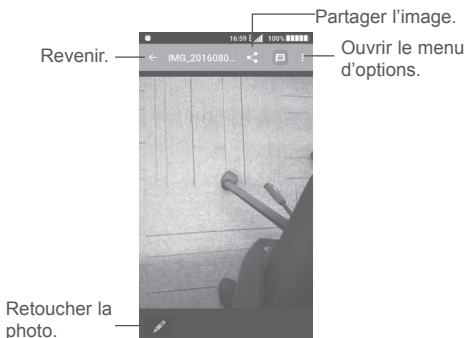 Partager l’image.
16:59 E 100%
Revenir.
IMG_2016080...
Ouvrir le menu
d’options.
Retoucher la
photo.